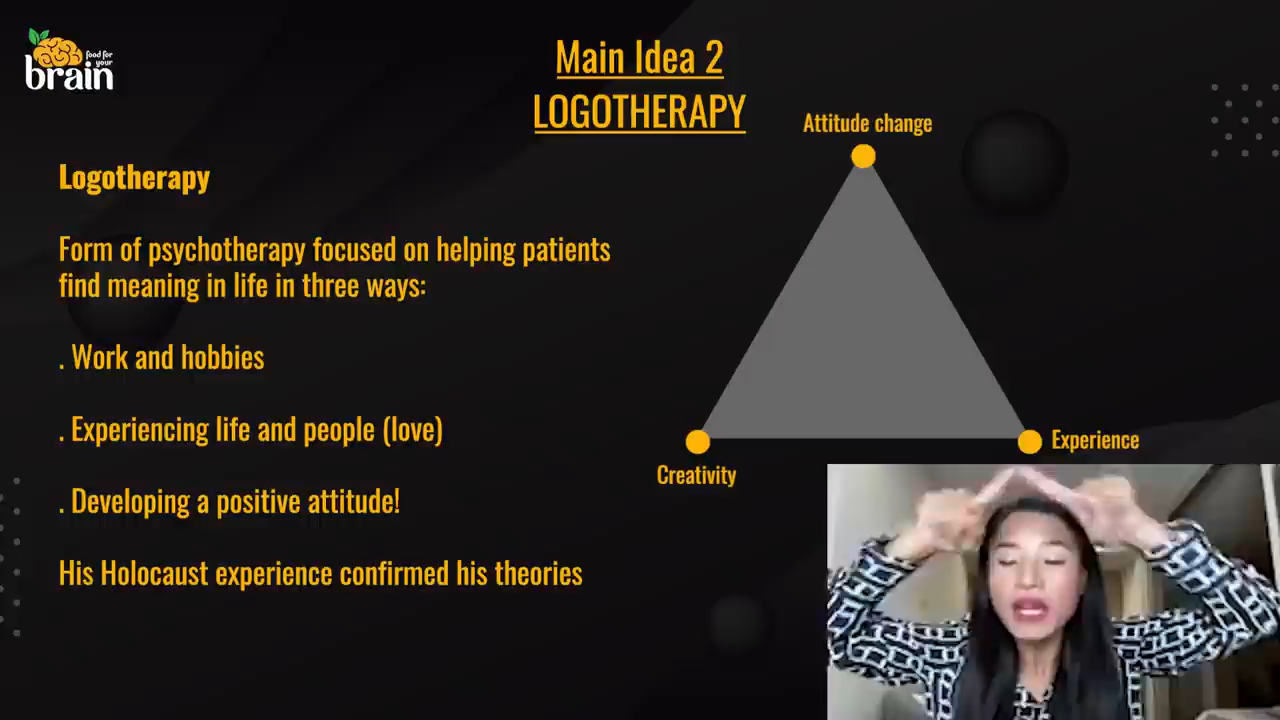 food for
your
brain
Main Idea 2
LOGOTHERAPY
Attitude change
Logotherapy
Form of psychotherapy focused on helping patients
find meaning in life in three ways:
. Work and hobbies
. Experiencing life and people (love)
Experience
Creativity
. Developing a positive attitude!
His Holocaust experience confirmed his theories